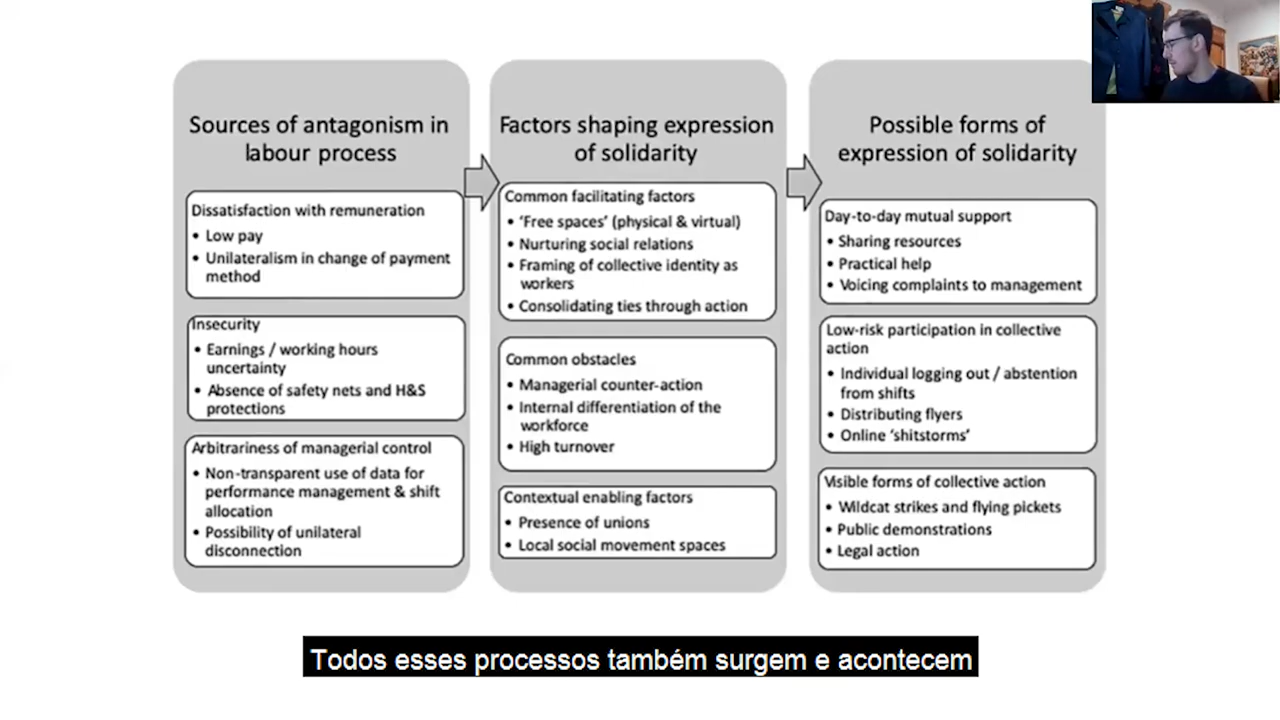 Sources of antagonism in
labour process
Dissatisfaction with remuneration
• Low pay
• Unilateralism in change of payment
method
Insecurity
• Earnings / working hours
uncertainty
• Absence of safety nets and H&S
protections
Arbitrariness of managerial control
• Non-transparent use of data for
performance management & shift
allocation
• Possibility of unilateral
disconnection
Factors shaping expression
of solidarity
Common facilitating factors
• ‘Free spaces’ (physical & virtual)
• Nurturing social relations
• Framing of collective identity as
workers
• Consolidating ties through action
Common obstacles
• Managerial counter-action
• Internal differentiation of the
workforce
• High turnover
Contextual enabling factors
• Presence of unions
• Local social movement spaces
Possible forms of
expression of solidarity
Day-to-day mutual support
• Sharing resources
• Practical help
• Voicing complaints to management
Low-risk participation in collective
action
• Individual logging out / abstention
from shifts
• Distributing flyers
• Online ‘shitstorms’
Visible forms of collective action
• Wildcat strikes and flying pickets
• Public demonstrations
• Legal action
Todos esses processos também surgem e acontecem